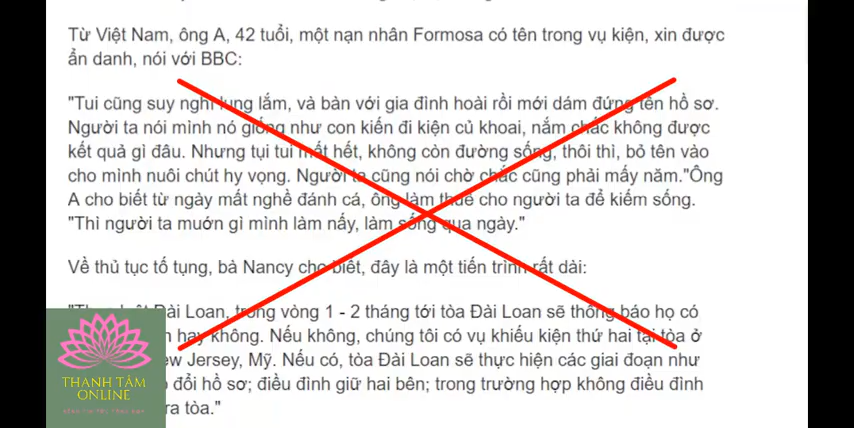 Từ Việt Nam, ông A, 42 tuổi, một nạn nhân Formosa có tên trong vụ kiện, xin được
ẩn danh, nói với BBC:
"Tui cũng suy nghĩ lung lắm, và bàn với gia đình hoài rồi mới dám đứng tên hồ sơ.
Người ta nói mình nó giống như con kiến đi kiện củ khoai, nắm chắc không được
kết quả gì đâu. Nhưng tụi tui mất hết, không còn đường sống, thôi thì, bỏ tên vào
cho mình nuôi chút hy vọng. Người ta cũng nói chờ chắc cũng phải mấy năm."Ông
A cho biết từ ngày mất nghề đánh cá, ông làm thuê cho người ta để kiếm sống.
"Thì người ta muớn gì mình làm nấy, làm sống qua ngày."
Về thủ tục tố tụng, bà Nancy cho biết, đây là một tiến trình rất dài:
Đài Loan, trong vòng 1 - 2 tháng tới tòa Đài Loan sẽ thông báo họ có
hay không. Nếu không, chúng tôi có vụ khiếu kiện thứ hai tại tòa ở
Jersey, Mỹ. Nếu có, tòa Đài Loan sẽ thực hiện các giai đoạn như
đổi hồ sơ; điều đình giữ hai bên; trong trường hợp không điều đình
ra tòa."
THANH TÂM
ONLINE